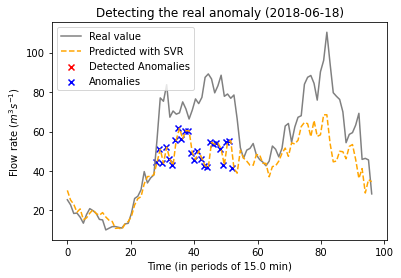 Detecting the real anomaly (2018-06-18)
Real value
Predicted with SVR
Detected Anomalies
Anomalies
Flow rate (m³s⁻¹)
100
80
60
40
20
0 20 40 60 80 100
Time (in periods of 15.0 min)